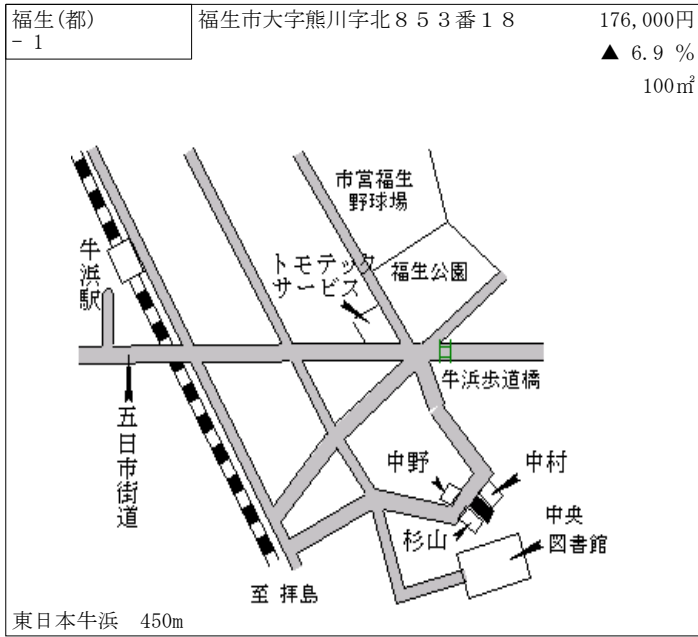 福生(都)
－1
福生市大字熊川字北８５３番１８
176,000円
▲ 6.9 %
100㎡
市営福生
野球場
牛浜駅
トモテック
サービス
福生公園
牛浜歩道橋
五日市街道
中野
中村
杉山
中央
図書館
至 拝島
東日本牛浜　450m